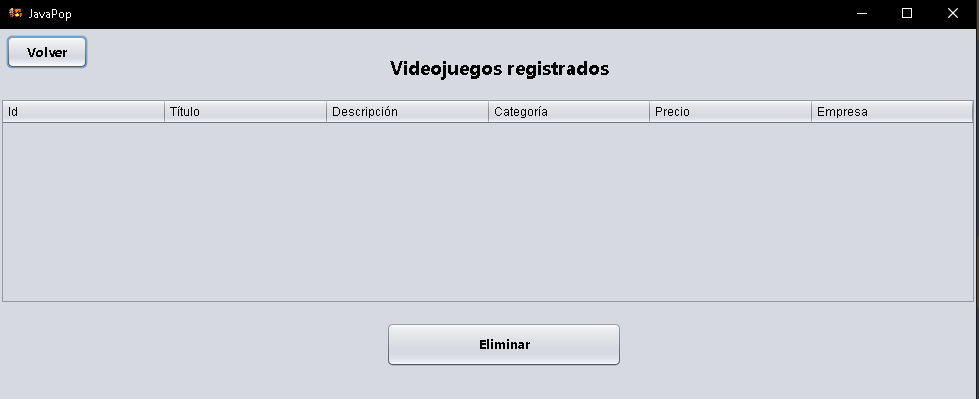 JavaPop
Volver
Videojuegos registrados
Id Título Descripción Categoría Precio Empresa
Eliminar